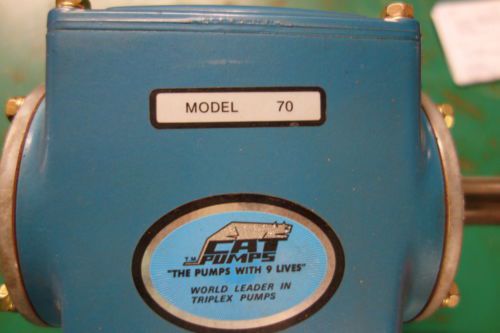 MODEL 70
CAT
T.M. PUMPS
"THE PUMPS WITH 9 LIVES"
WORLD LEADER IN
TRIPLEX PUMPS